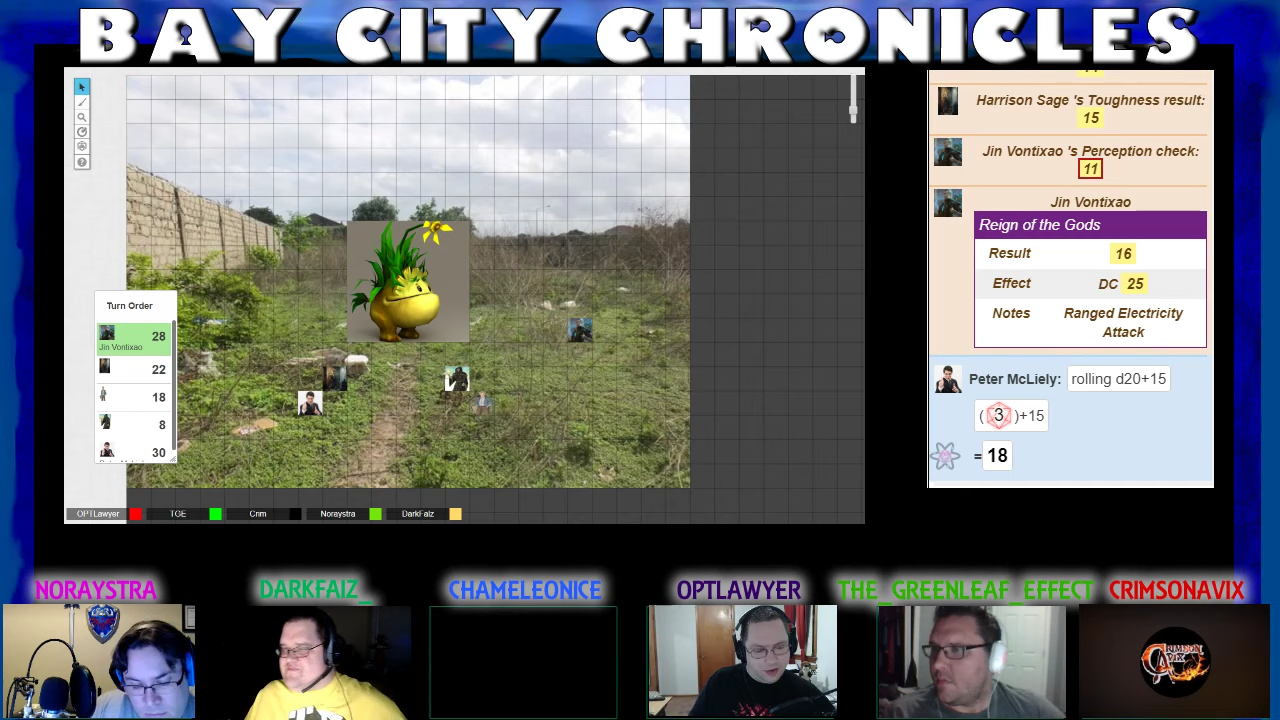 BAY CITY CHRONICLES
Harrison Sage 's Toughness result:
15
Jin Vontixao 's Perception check:
11
Jin Vontixao
Reign of the Gods
Result 16
Effect DC 25
Notes Ranged Electricity
Attack
Peter McLiely: rolling d20+15
(3)+15
=18
Turn Order
28
Jin Vontixao
22
18
8
30
OPTLawyer TGE Crim Noraystra DarkFaiz
NORAYSTRA DARKFAIZ_ CHAMELEONICE OPTLAWYER THE_GREENLEAF_EFFECT CRIMSONAVIX
CRIMSON
AVIX